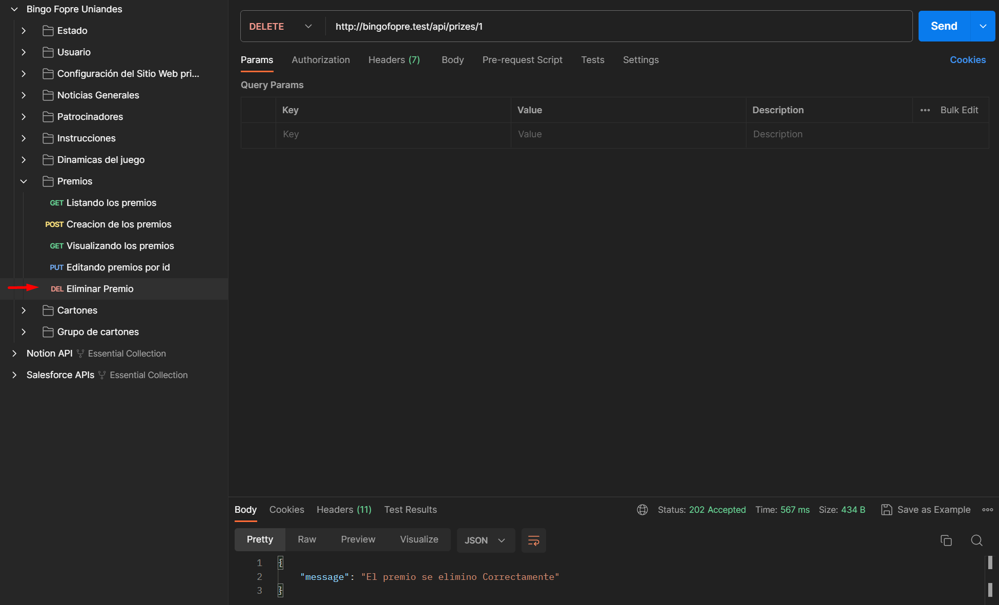 Bingo Fopre Uniandes
Estado
Usuario
Configuración del Sitio Web pri...
Noticias Generales
Patrocinadores
Instrucciones
Dinamicas del juego
Premios
GET Listando los premios
POST Creacion de los premios
GET Visualizando los premios
PUT Editando premios por id
DEL Eliminar Premio
Cartones
Grupo de cartones
Notion API Essential Collection
Salesforce APIs Essential Collection
DELETE http://bingofopre.test/api/prizes/1 Send
Params Authorization Headers (7) Body Pre-request Script Tests Settings Cookies
Query Params
Key Value Description Bulk Edit
Key Value Description
Body Cookies Headers (11) Test Results Status: 202 Accepted Time: 567 ms Size: 434 B Save as Example
Pretty Raw Preview Visualize JSON
1 {
2 "message": "El premio se elimino Correctamente"
3 }